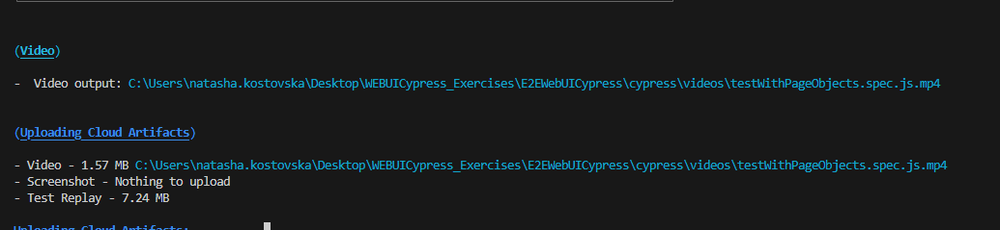 (Video)
-  Video output: C:\Users\natasha.kostovska\Desktop\WEBUICypress_Exercises\E2EWebUICypress\cypress\videos\testWithPageObjects.spec.js.mp4
(Uploading Cloud Artifacts)
- Video - 1.57 MB C:\Users\natasha.kostovska\Desktop\WEBUICypress_Exercises\E2EWebUICypress\cypress\videos\testWithPageObjects.spec.js.mp4
- Screenshot - Nothing to upload
- Test Replay - 7.24 MB
Uploading Cloud Artifacts: